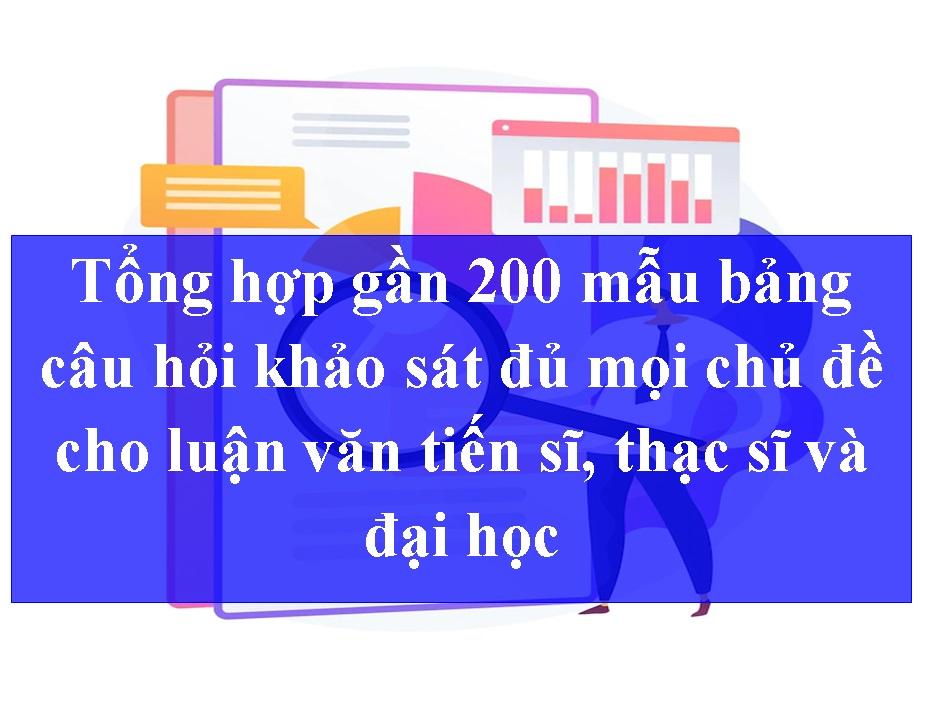 Tổng hợp gần 200 mẫu bảng
câu hỏi khảo sát đủ mọi chủ đề
cho luận văn tiến sĩ, thạc sĩ và
đại học